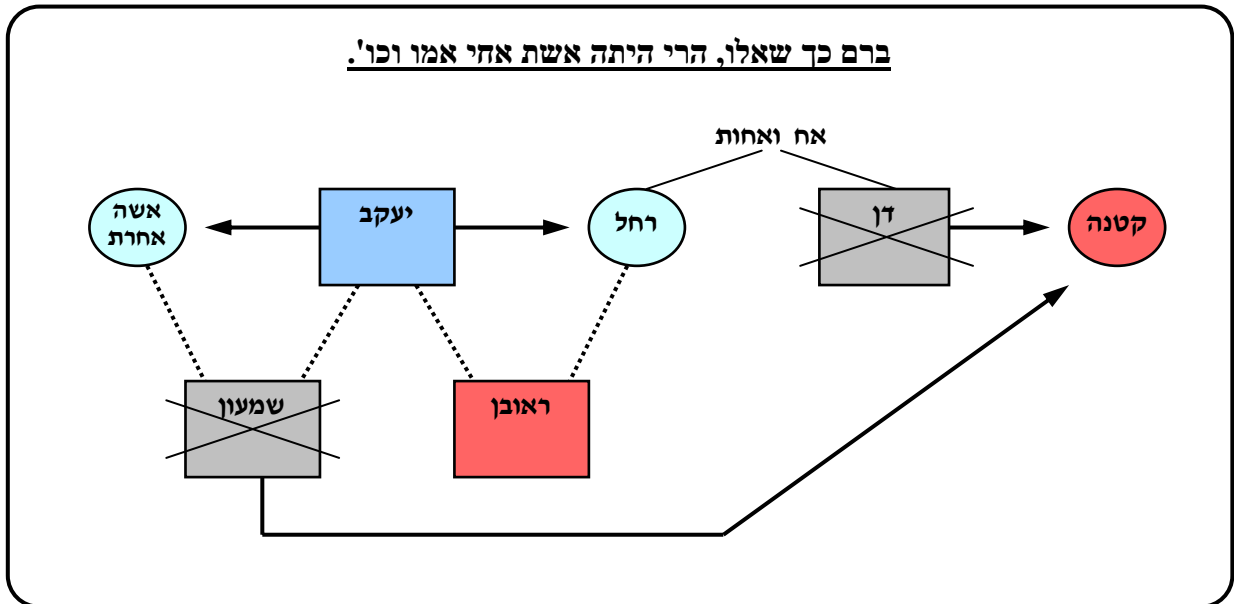 ברם כך שאלו, הרי היתה אשת אחי אמו וכו'.
אח ואחות
קטנה
דן
רחל
יעקב
אשה
אחרת
ראובן
שמעון